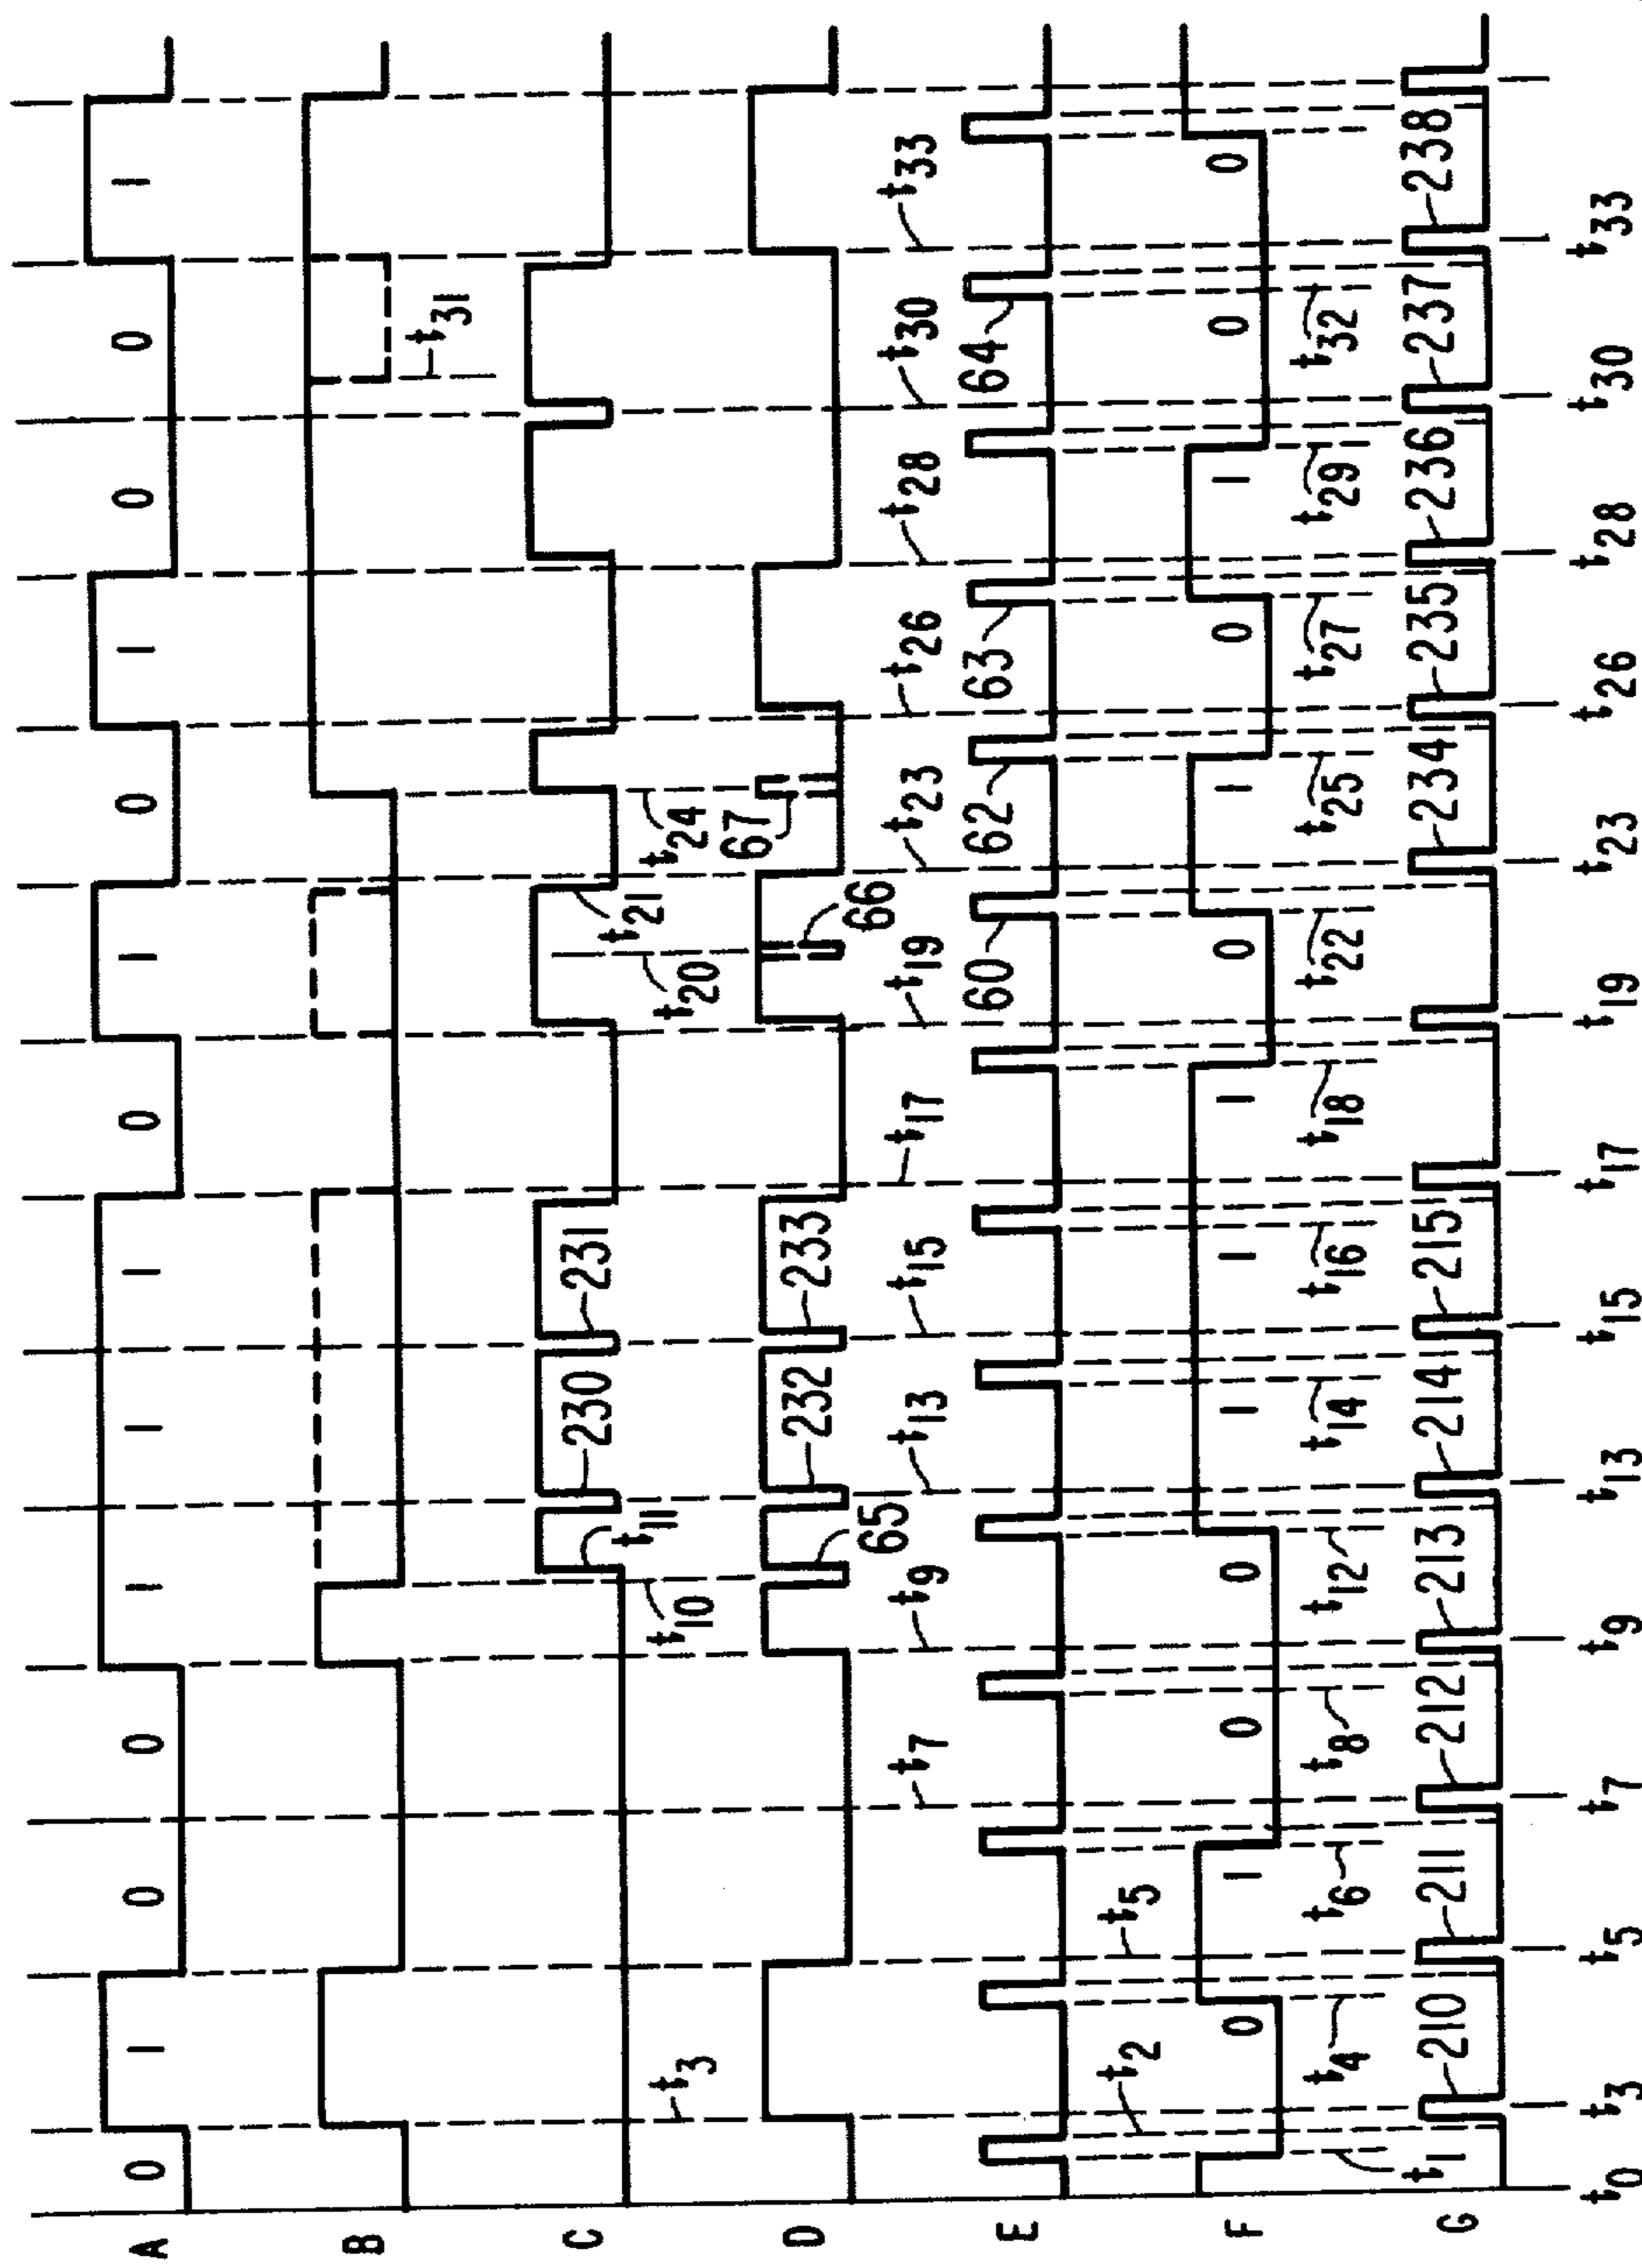 A 0 1 0 0 1 1 1 0 1 0 1 0 0 1
B t31
C t11 230 231 t21
t3 t10 t20 t24
D 65 232 233 66 67
t7 t9 t13 t15 t17 t19 t23 t26 t28 t30 t33
E 60 62 63 64
t2 t5
F 0 1 0 0 1 1 1 0 1 0 1 0 0
t1 t4 t6 t8 t12 t14 t16 t18 t22 t25 t27 t29 t32
G 210 211 212 213 214 215 234 235 236 237 238
t0 t3 t5 t7 t9 t13 t15 t17 t19 t23 t26 t28 t30 t33